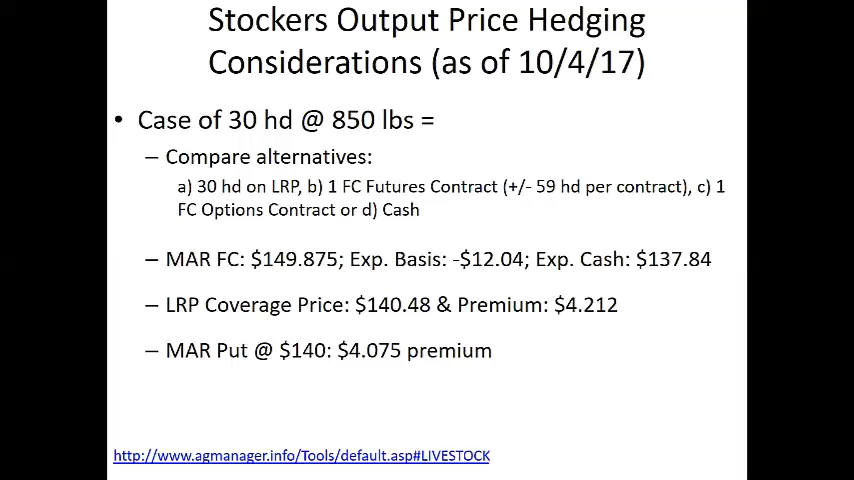 Stockers Output Price Hedging
Considerations (as of 10/4/17)
• Case of 30 hd @ 850 lbs =
– Compare alternatives:
a) 30 hd on LRP, b) 1 FC Futures Contract (+/- 59 hd per contract), c) 1
FC Options Contract or d) Cash
– MAR FC: $149.875; Exp. Basis: -$12.04; Exp. Cash: $137.84
– LRP Coverage Price: $140.48 & Premium: $4.212
– MAR Put @ $140: $4.075 premium
http://www.agmanager.info/Tools/default.asp#LIVESTOCK